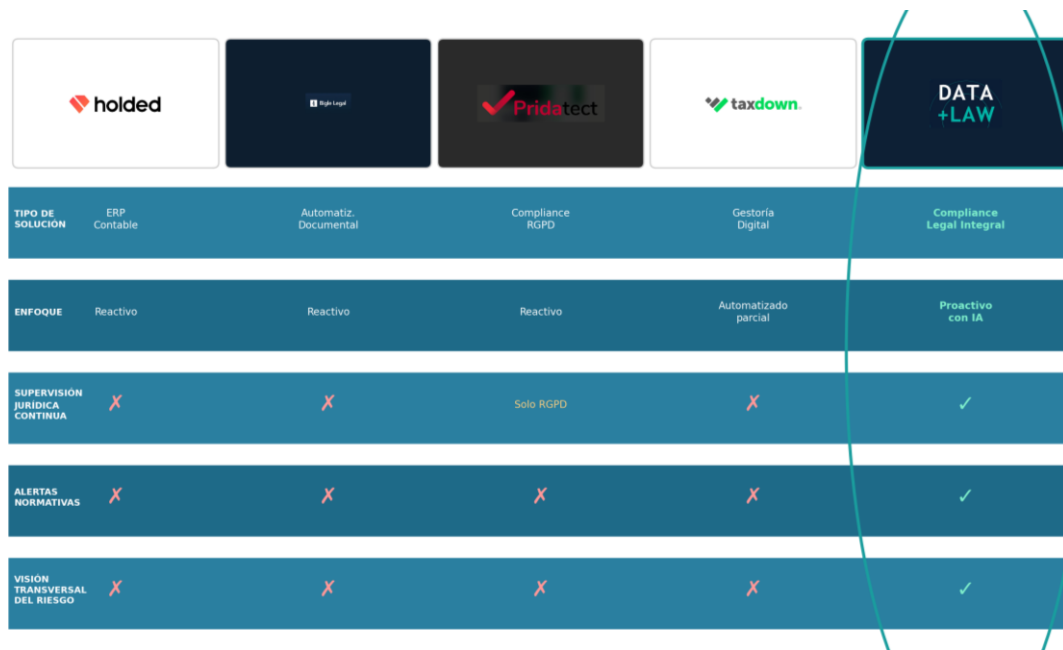 holded
Bigle Legal
Pridatect
taxdown.
DATA
+LAW
TIPO DE
SOLUCIÓN
ERP
Contable
Automatiz.
Documental
Compliance
RGPD
Gestoría
Digital
Compliance
Legal Integral
ENFOQUE
Reactivo
Reactivo
Reactivo
Automatizado
parcial
Proactivo
con IA
SUPERVISIÓN
JURÍDICA
CONTINUA
✗
✗
Solo RGPD
✗
✓
ALERTAS
NORMATIVAS
✗
✗
✗
✗
✓
VISIÓN
TRANSVERSAL
DEL RIESGO
✗
✗
✗
✗
✓